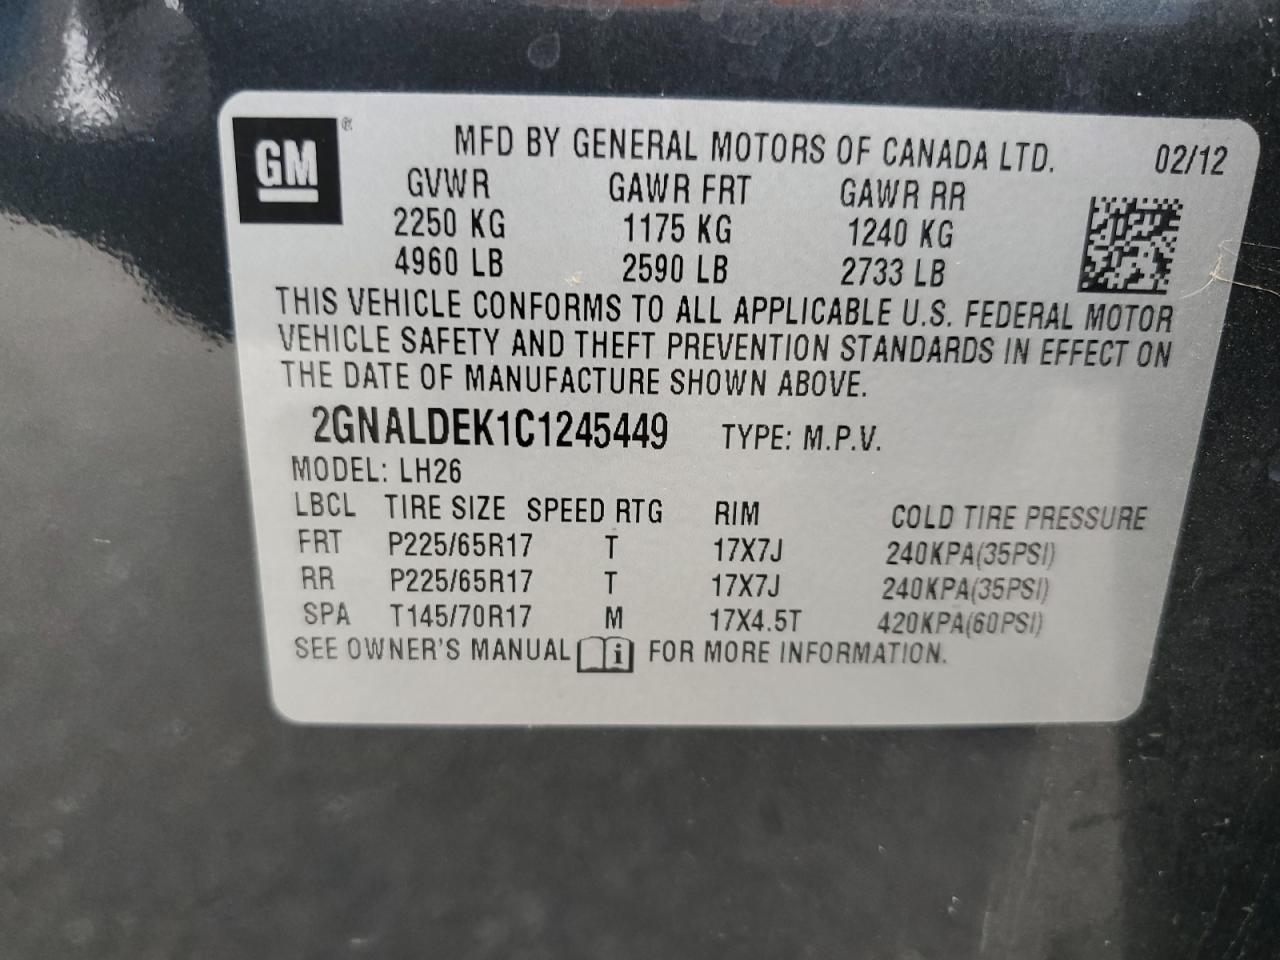 GM ®
MFD BY GENERAL MOTORS OF CANADA LTD. 02/12
GVWR GAWR FRT GAWR RR
2250 KG 1175 KG 1240 KG
4960 LB 2590 LB 2733 LB
THIS VEHICLE CONFORMS TO ALL APPLICABLE U.S. FEDERAL MOTOR
VEHICLE SAFETY AND THEFT PREVENTION STANDARDS IN EFFECT ON
THE DATE OF MANUFACTURE SHOWN ABOVE.
2GNALDEK1C1245449 TYPE: M.P.V.
MODEL: LH26
LBCL TIRE SIZE SPEED RTG RIM COLD TIRE PRESSURE
FRT P225/65R17 T 17X7J 240KPA(35PSI)
RR P225/65R17 T 17X7J 240KPA(35PSI)
SPA T145/70R17 M 17X4.5T 420KPA(60PSI)
SEE OWNER'S MANUAL i FOR MORE INFORMATION.